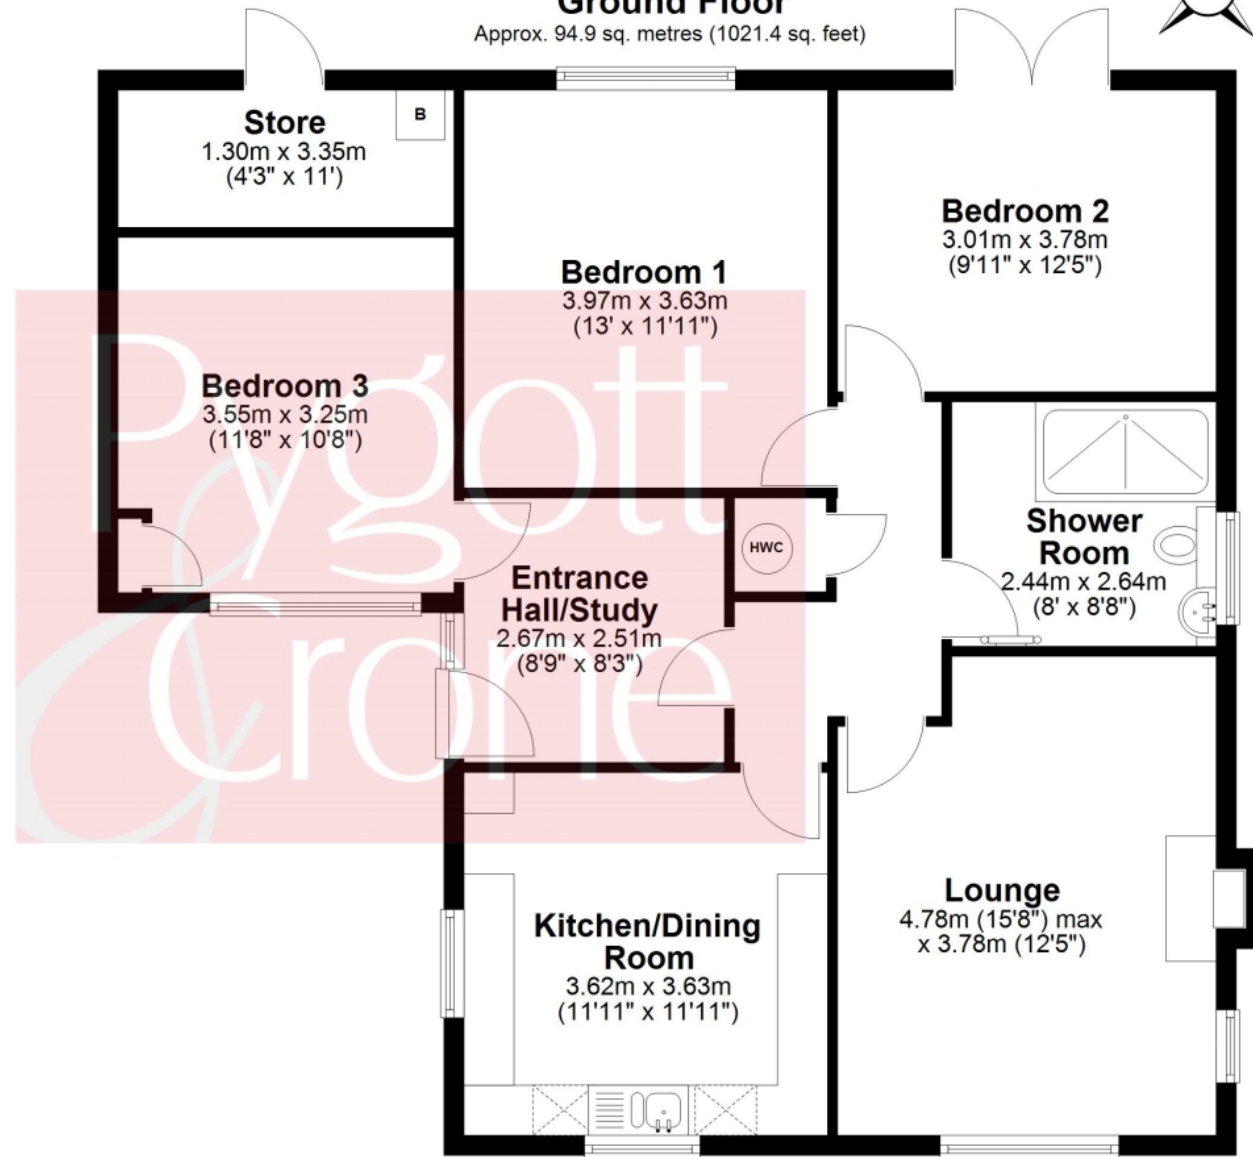 Ground Floor
Approx. 94.9 sq. metres (1021.4 sq. feet)
Store
1.30m x 3.35m
(4'3" x 11')
B
Bedroom 1
3.97m x 3.63m
(13' x 11'11")
Bedroom 2
3.01m x 3.78m
(9'11" x 12'5")
Bedroom 3
3.55m x 3.25m
(11'8" x 10'8")
Pygott
& Crone
HWC
Entrance
Hall/Study
2.67m x 2.51m
(8'9" x 8'3")
Shower
Room
2.44m x 2.64m
(8' x 8'8")
Kitchen/Dining
Room
3.62m x 3.63m
(11'11" x 11'11")
Lounge
4.78m (15'8") max
x 3.78m (12'5")